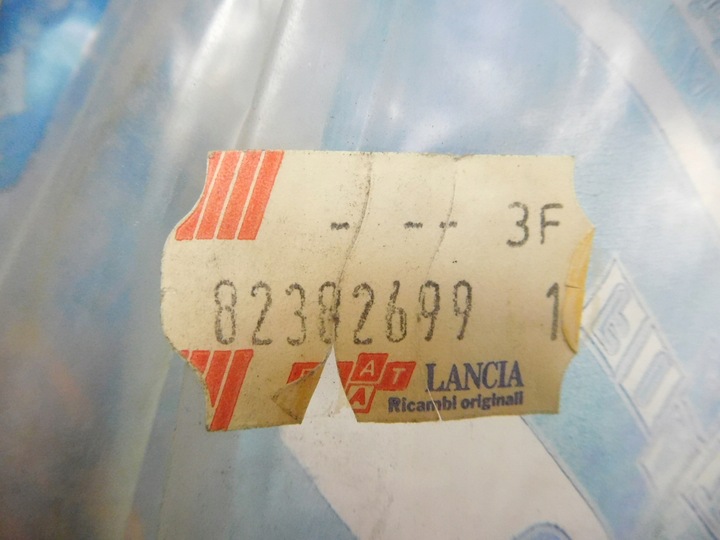 - -- 3F
82382699 1
FIAT LANCIA
Ricambi originali